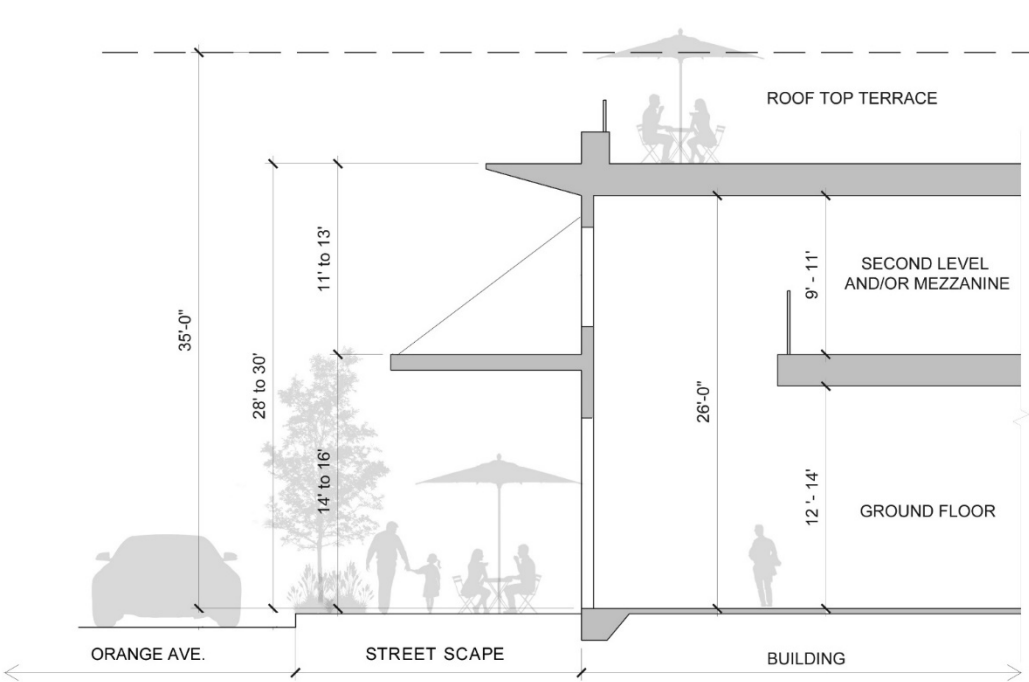 ROOF TOP TERRACE
11' to 13'
9' - 11'
SECOND LEVEL
AND/OR MEZZANINE
35'-0"
28' to 30'
26'-0"
14' to 16'
12 '- 14'
GROUND FLOOR
ORANGE AVE.
STREET SCAPE
BUILDING